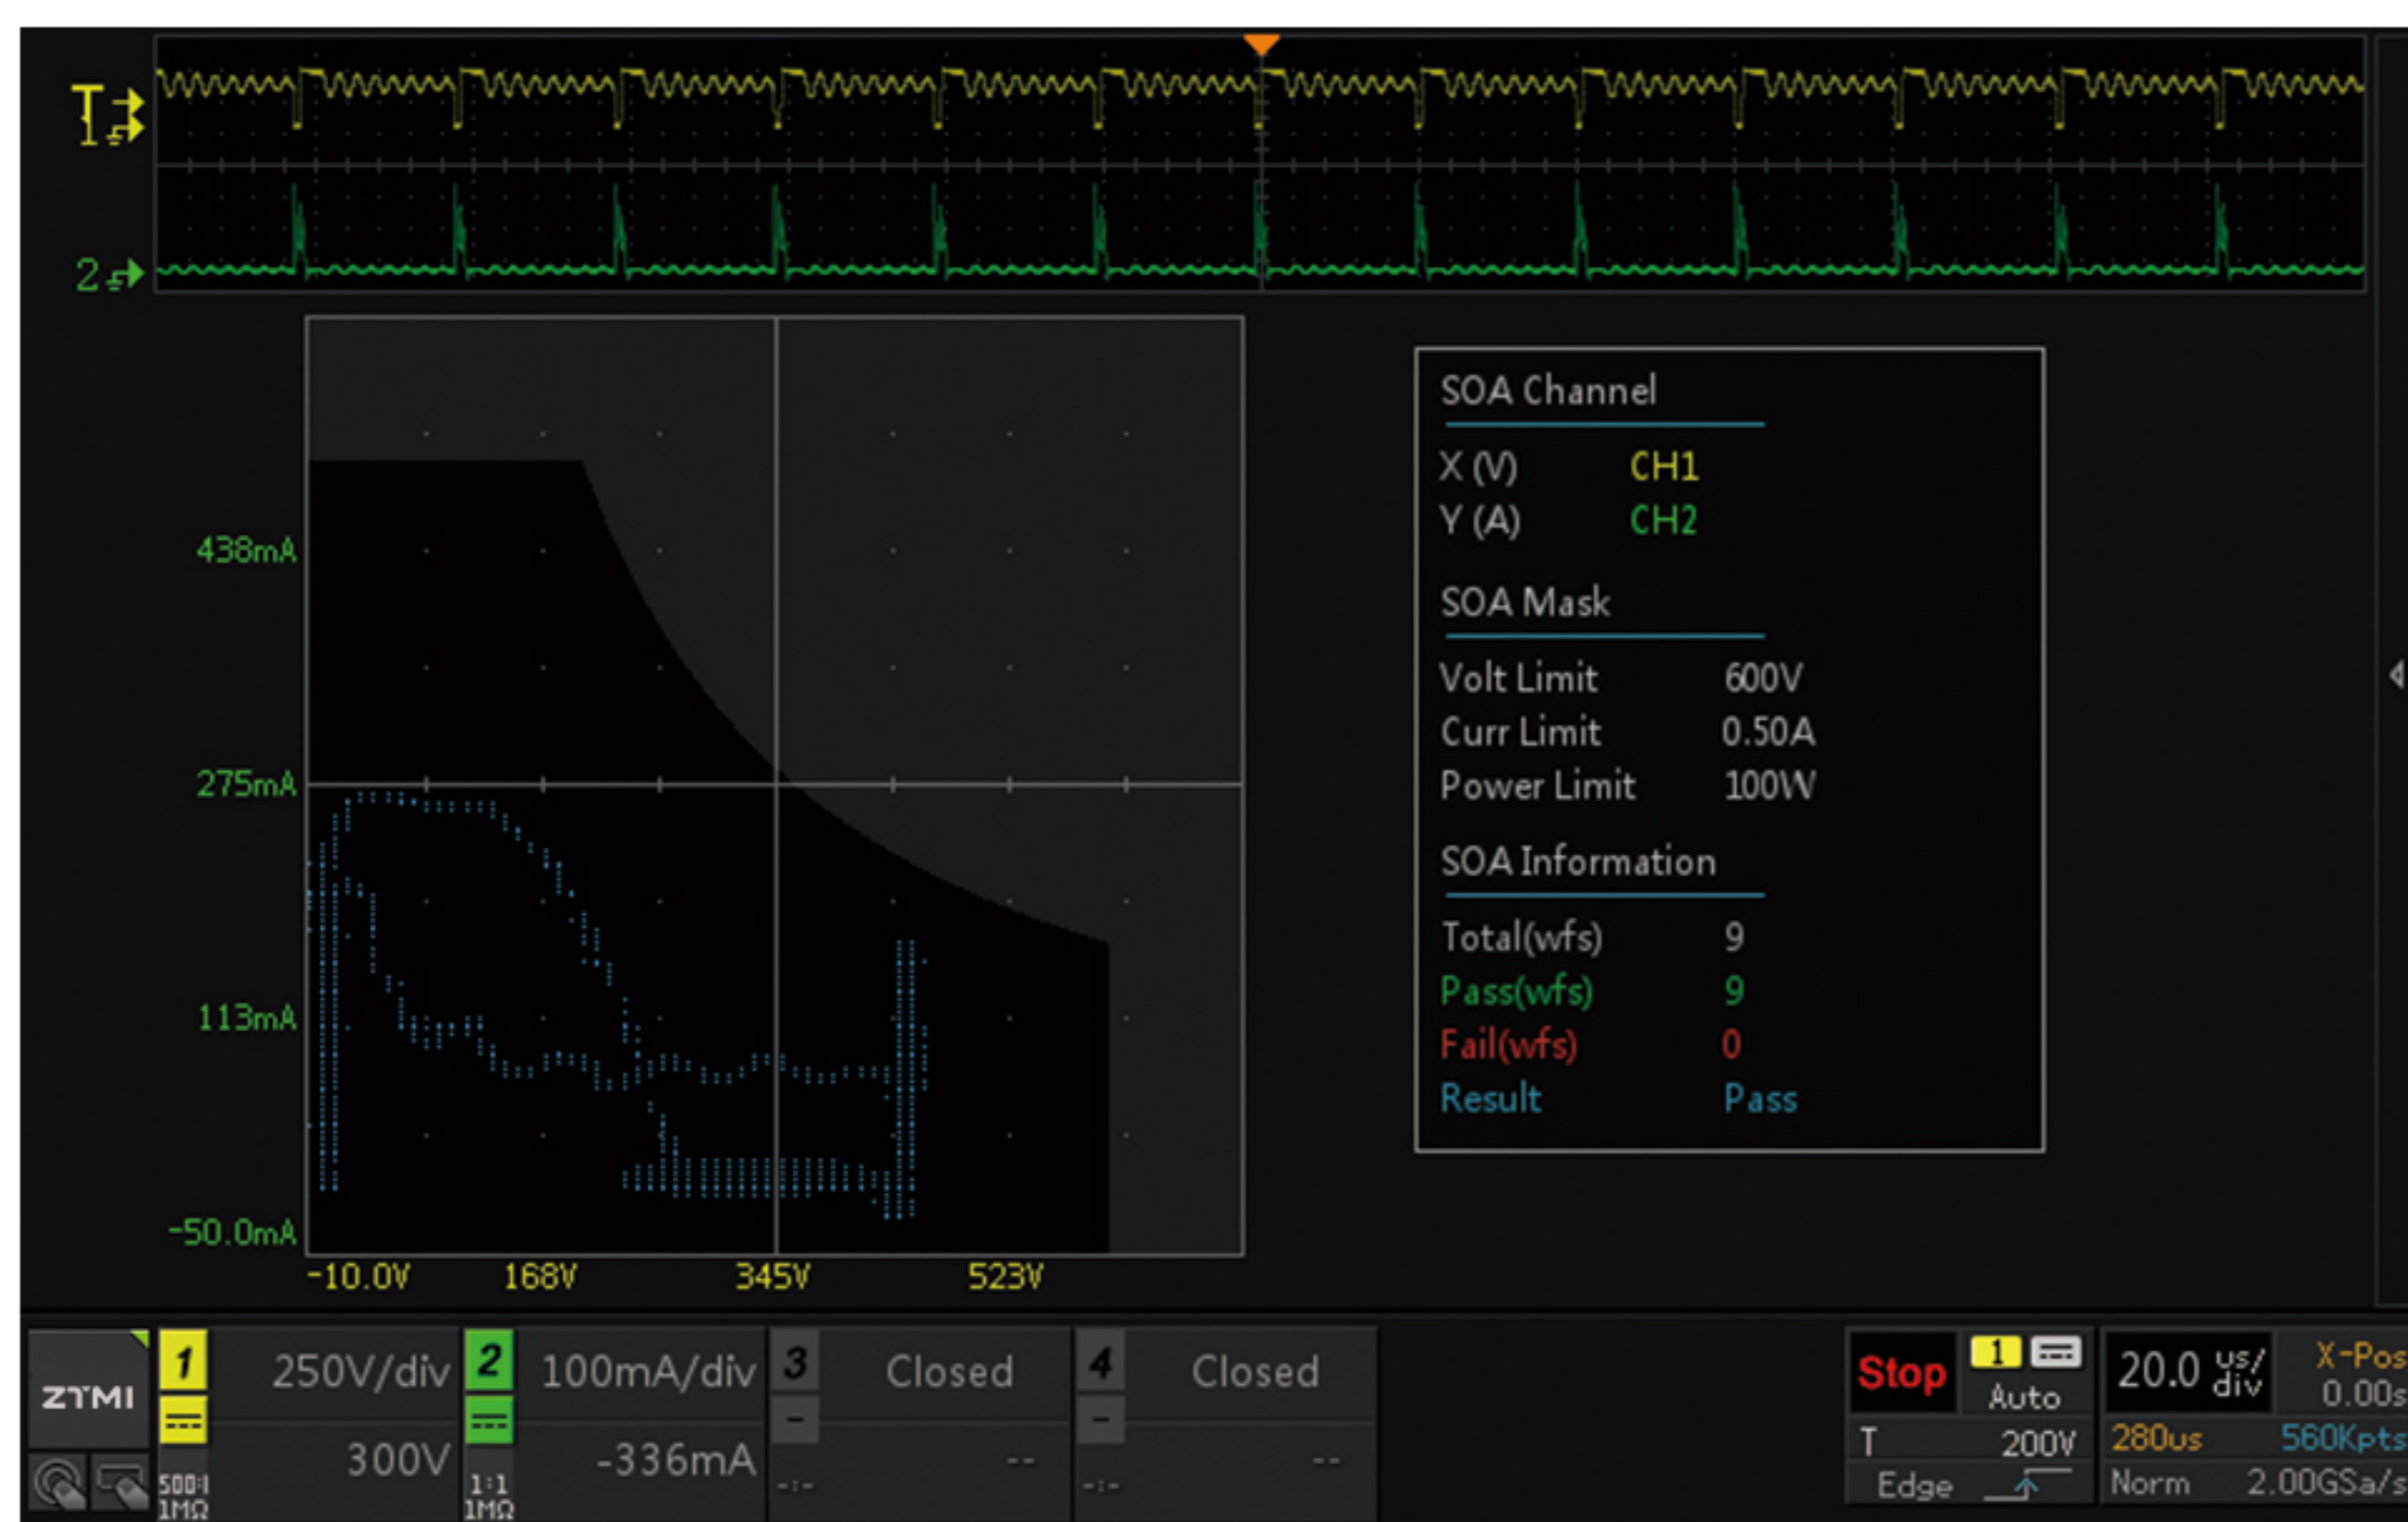 T
1
2
438mA
275mA
113mA
-50.0mA
-10.0V 168V 345V 523V
SOA Channel
X (V) CH1
Y (A) CH2
SOA Mask
Volt Limit 600V
Curr Limit 0.50A
Power Limit 100W
SOA Information
Total(wfs) 9
Pass(wfs) 9
Fail(wfs) 0
Result Pass
ZTMI
1 250V/div
300V
500:1
1MΩ
2 100mA/div
-336mA
1:1
1MΩ
3 Closed
--
-:-
4 Closed
--
-:-
Stop 1
Auto
T 200V
Edge
20.0 us/div
X-Pos
0.00s
280us 560Kpts
Norm 2.00GSa/s